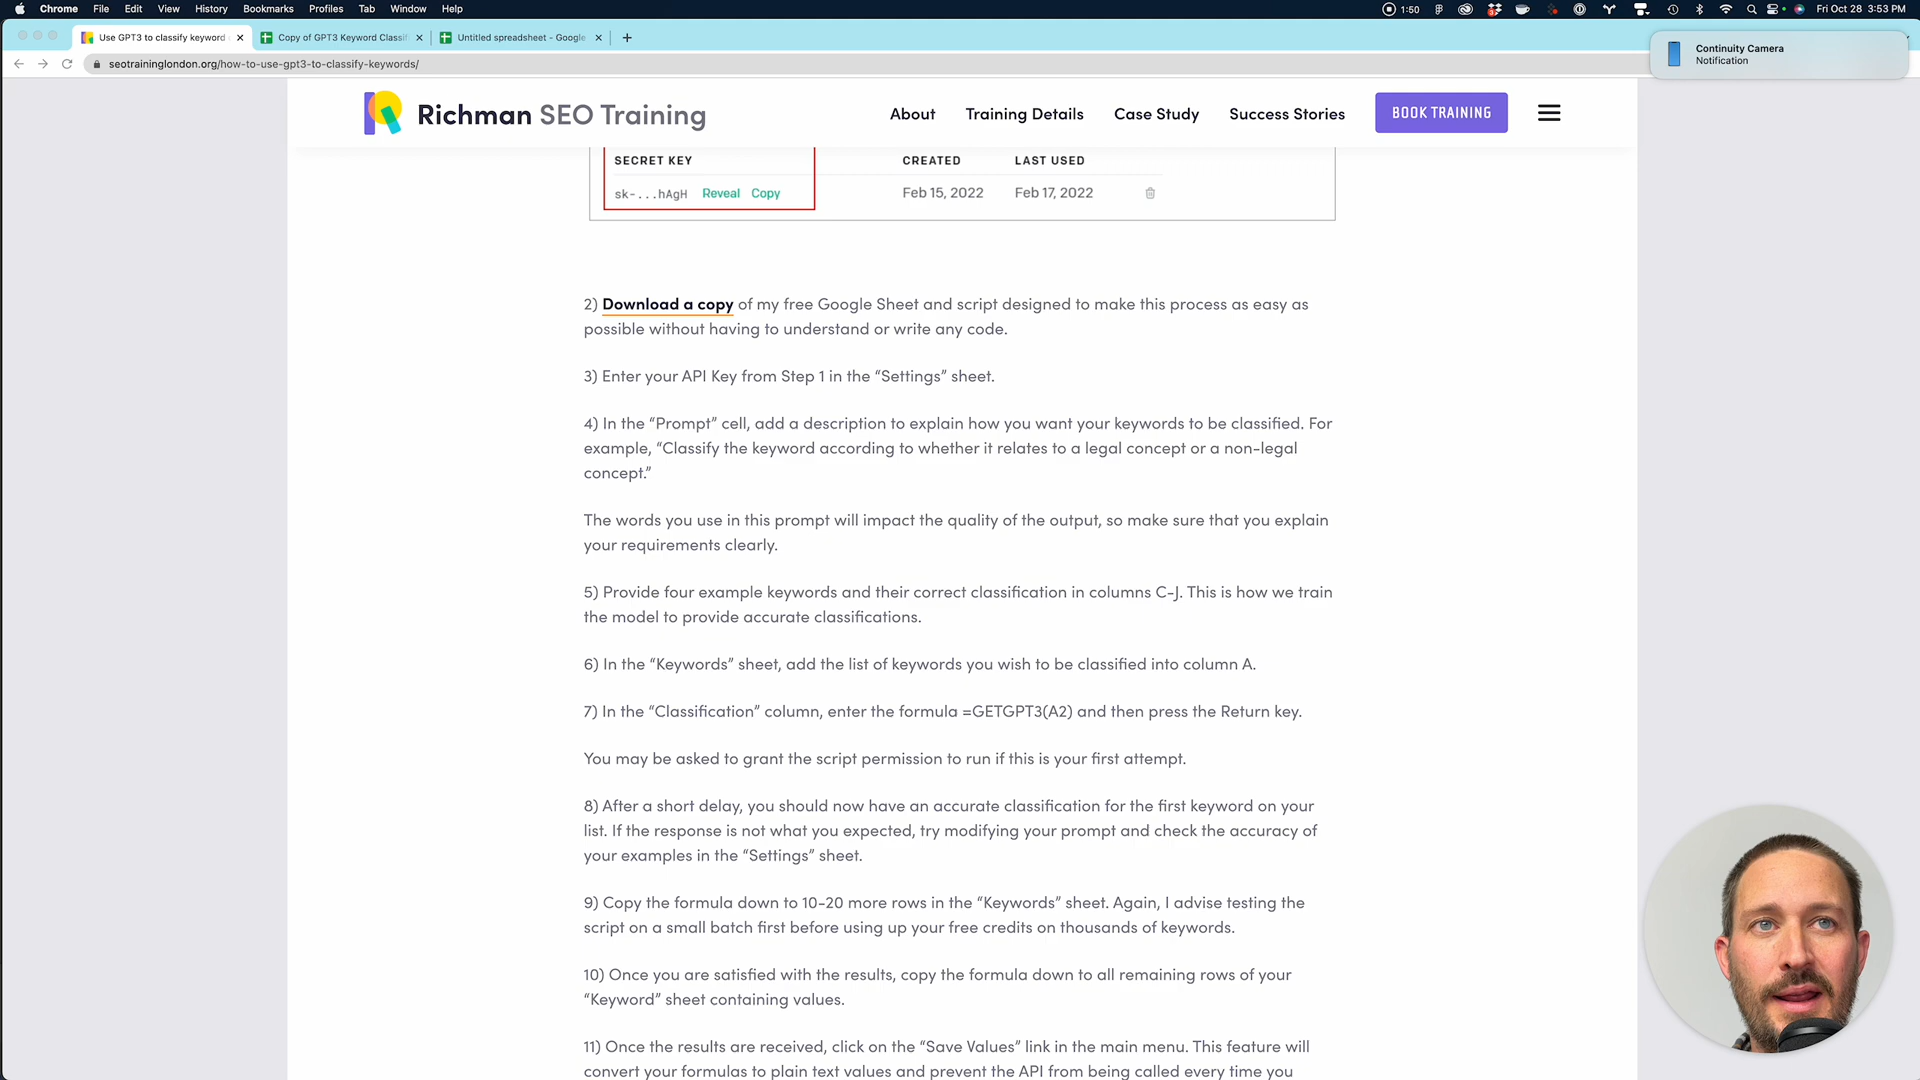 Chrome File Edit View History Bookmarks Profiles Tab Window Help 1:50 Fri Oct 28 3:53 PM
Use GPT3 to classify keyword Copy of GPT3 Keyword Classif Untitled spreadsheet - Google
seotraininglondon.org/how-to-use-gpt3-to-classify-keywords/
Continuity Camera
Notification
Richman SEO Training About Training Details Case Study Success Stories BOOK TRAINING
SECRET KEY CREATED LAST USED
sk-...hAgH Reveal Copy Feb 15, 2022 Feb 17, 2022
2) Download a copy of my free Google Sheet and script designed to make this process as easy as
possible without having to understand or write any code.
3) Enter your API Key from Step 1 in the “Settings” sheet.
4) In the “Prompt” cell, add a description to explain how you want your keywords to be classified. For
example, “Classify the keyword according to whether it relates to a legal concept or a non-legal
concept.”
The words you use in this prompt will impact the quality of the output, so make sure that you explain
your requirements clearly.
5) Provide four example keywords and their correct classification in columns C-J. This is how we train
the model to provide accurate classifications.
6) In the “Keywords” sheet, add the list of keywords you wish to be classified into column A.
7) In the “Classification” column, enter the formula =GETGPT3(A2) and then press the Return key.
You may be asked to grant the script permission to run if this is your first attempt.
8) After a short delay, you should now have an accurate classification for the first keyword on your
list. If the response is not what you expected, try modifying your prompt and check the accuracy of
your examples in the “Settings” sheet.
9) Copy the formula down to 10-20 more rows in the “Keywords” sheet. Again, I advise testing the
script on a small batch first before using up your free credits on thousands of keywords.
10) Once you are satisfied with the results, copy the formula down to all remaining rows of your
“Keyword” sheet containing values.
11) Once the results are received, click on the “Save Values” link in the main menu. This feature will
convert your formulas to plain text values and prevent the API from being called every time you